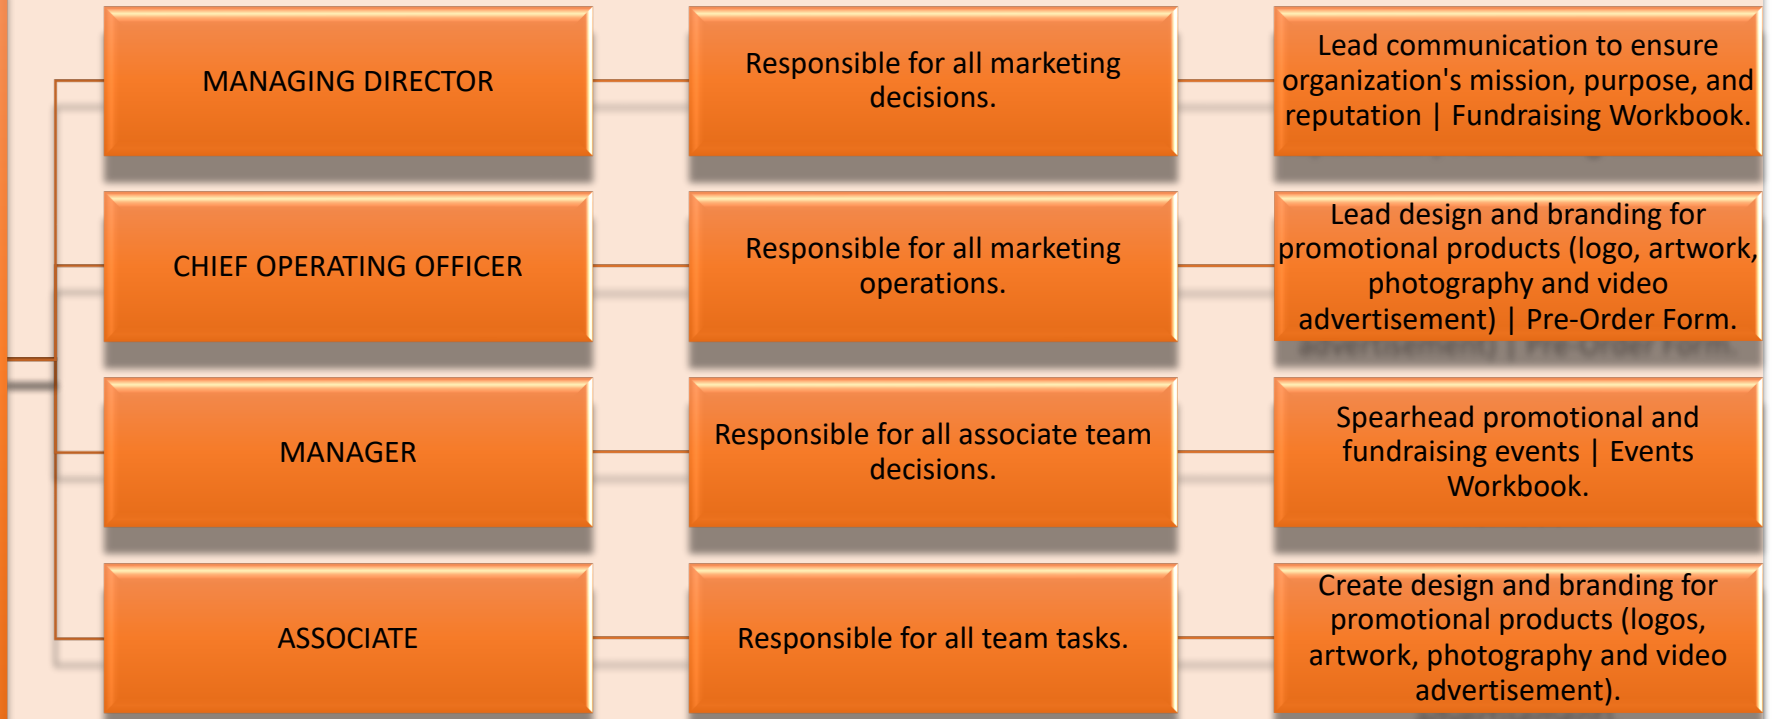 MANAGING DIRECTOR
Responsible for all marketing
decisions.
Lead communication to ensure
organization's mission, purpose, and
reputation | Fundraising Workbook.
CHIEF OPERATING OFFICER
Responsible for all marketing
operations.
Lead design and branding for
promotional products (logo, artwork,
photography and video
advertisement) | Pre-Order Form.
MANAGER
Responsible for all associate team
decisions.
Spearhead promotional and
fundraising events | Events
Workbook.
ASSOCIATE
Responsible for all team tasks.
Create design and branding for
promotional products (logos,
artwork, photography and video
advertisement).